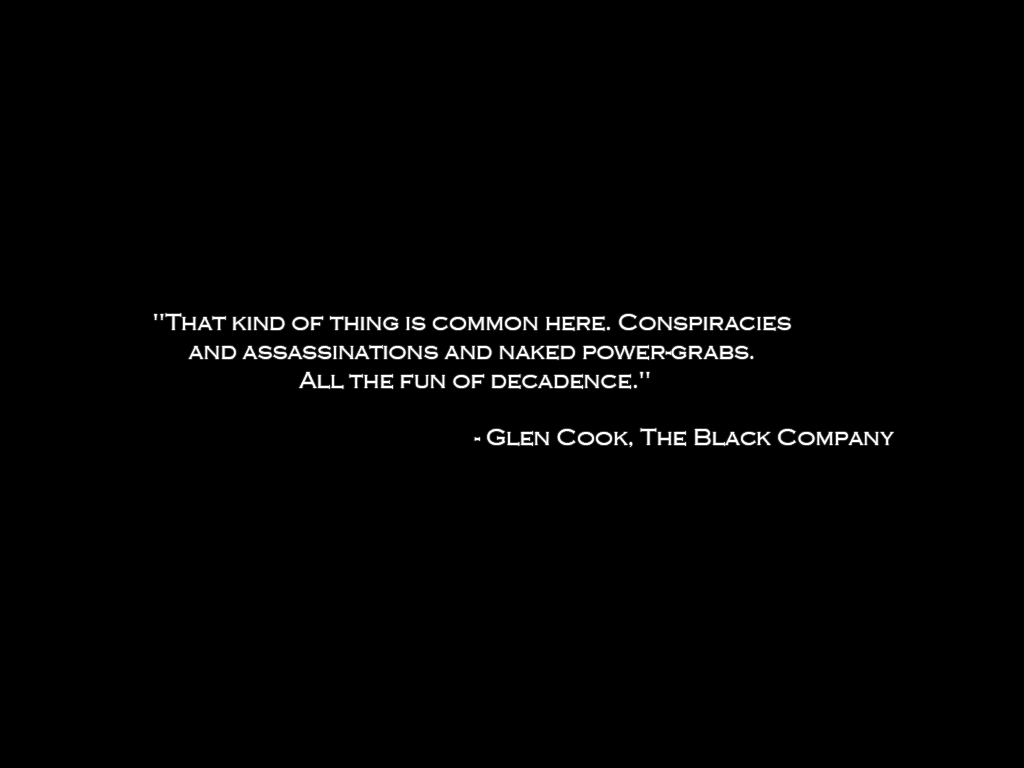 "That kind of thing is common here. Conspiracies
and assassinations and naked power-grabs.
All the fun of decadence."
- Glen Cook, The Black Company